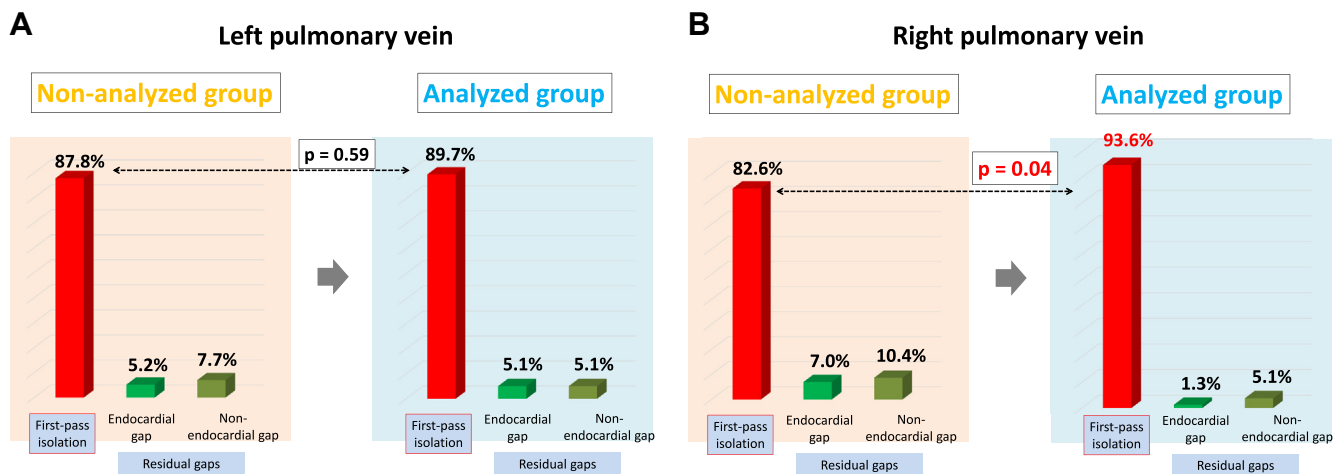 A
Left pulmonary vein
Non-analyzed group
Analyzed group
87.8%
p = 0.59
89.7%
5.2%
7.7%
5.1%
5.1%
First-pass
isolation
Endocardial
gap
Non-
endocardial gap
Residual gaps
First-pass
isolation
Endocardial
gap
Non-
endocardial gap
Residual gaps
B
Right pulmonary vein
Non-analyzed group
Analyzed group
82.6%
p = 0.04
93.6%
7.0%
10.4%
1.3%
5.1%
First-pass
isolation
Endocardial
gap
Non-
endocardial gap
Residual gaps
First-pass
isolation
Endocardial
gap
Non-
endocardial gap
Residual gaps